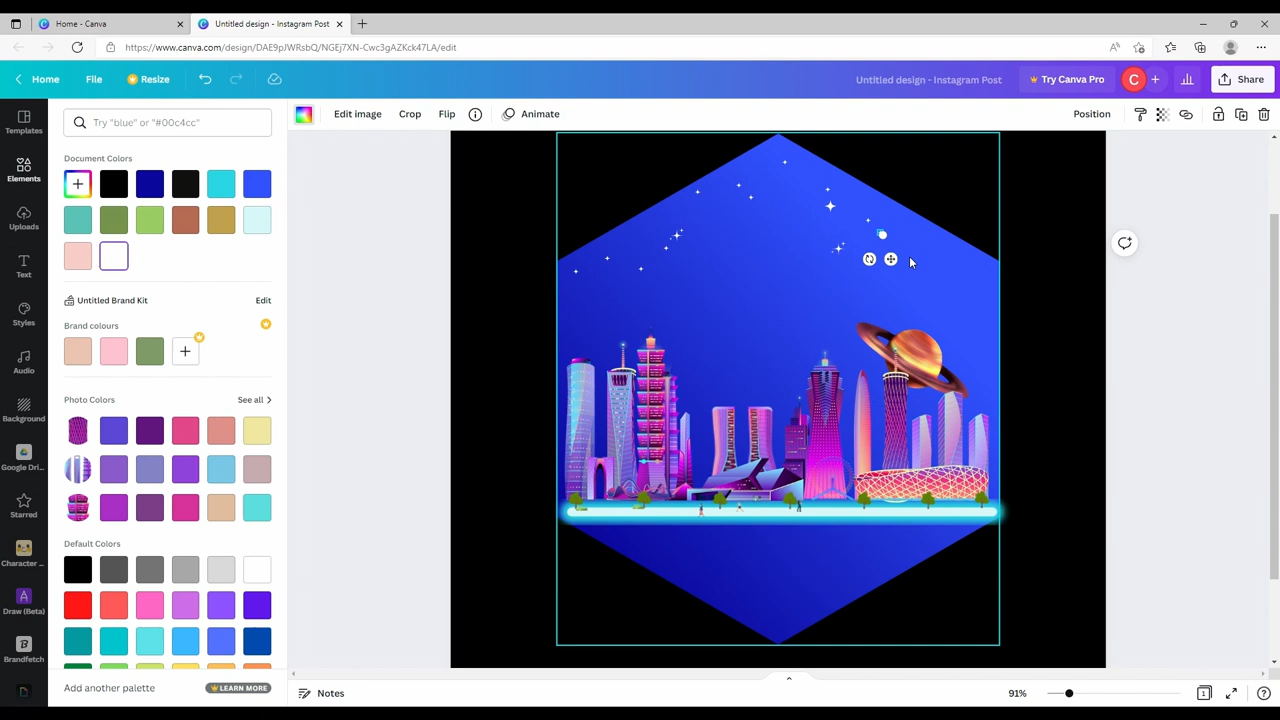 Home - Canva
Untitled design - Instagram Post
https://www.canva.com/design/DAE9pJWRsbQ/NGEj7XN-Cwc3gAZKck47LA/edit
Home
File
Resize
Untitled design - Instagram Post
Try Canva Pro
C
Share
Templates
Elements
Uploads
Text
Styles
Audio
Background
Google Dri...
Starred
Character ...
Draw (Beta)
Brandfetch
Try "blue" or "#00c4cc"
Document Colors
Untitled Brand Kit
Edit
Brand colours
Photo Colors
See all
Default Colors
Add another palette
LEARN MORE
Edit image
Crop
Flip
Animate
Position
Notes
91%
1